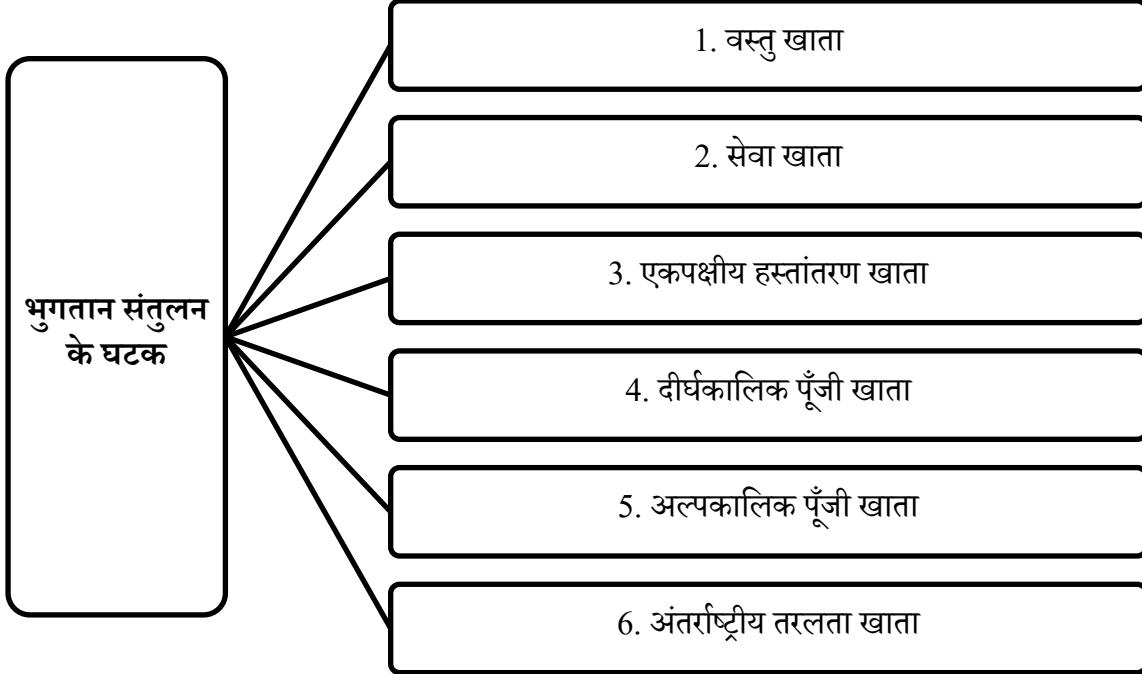 भुगतान संतुलन
के घटक
1. वस्तु खाता
2. सेवा खाता
3. एकपक्षीय हस्तांतरण खाता
4. दीर्घकालिक पूँजी खाता
5. अल्पकालिक पूँजी खाता
6. अंतर्राष्ट्रीय तरलता खाता